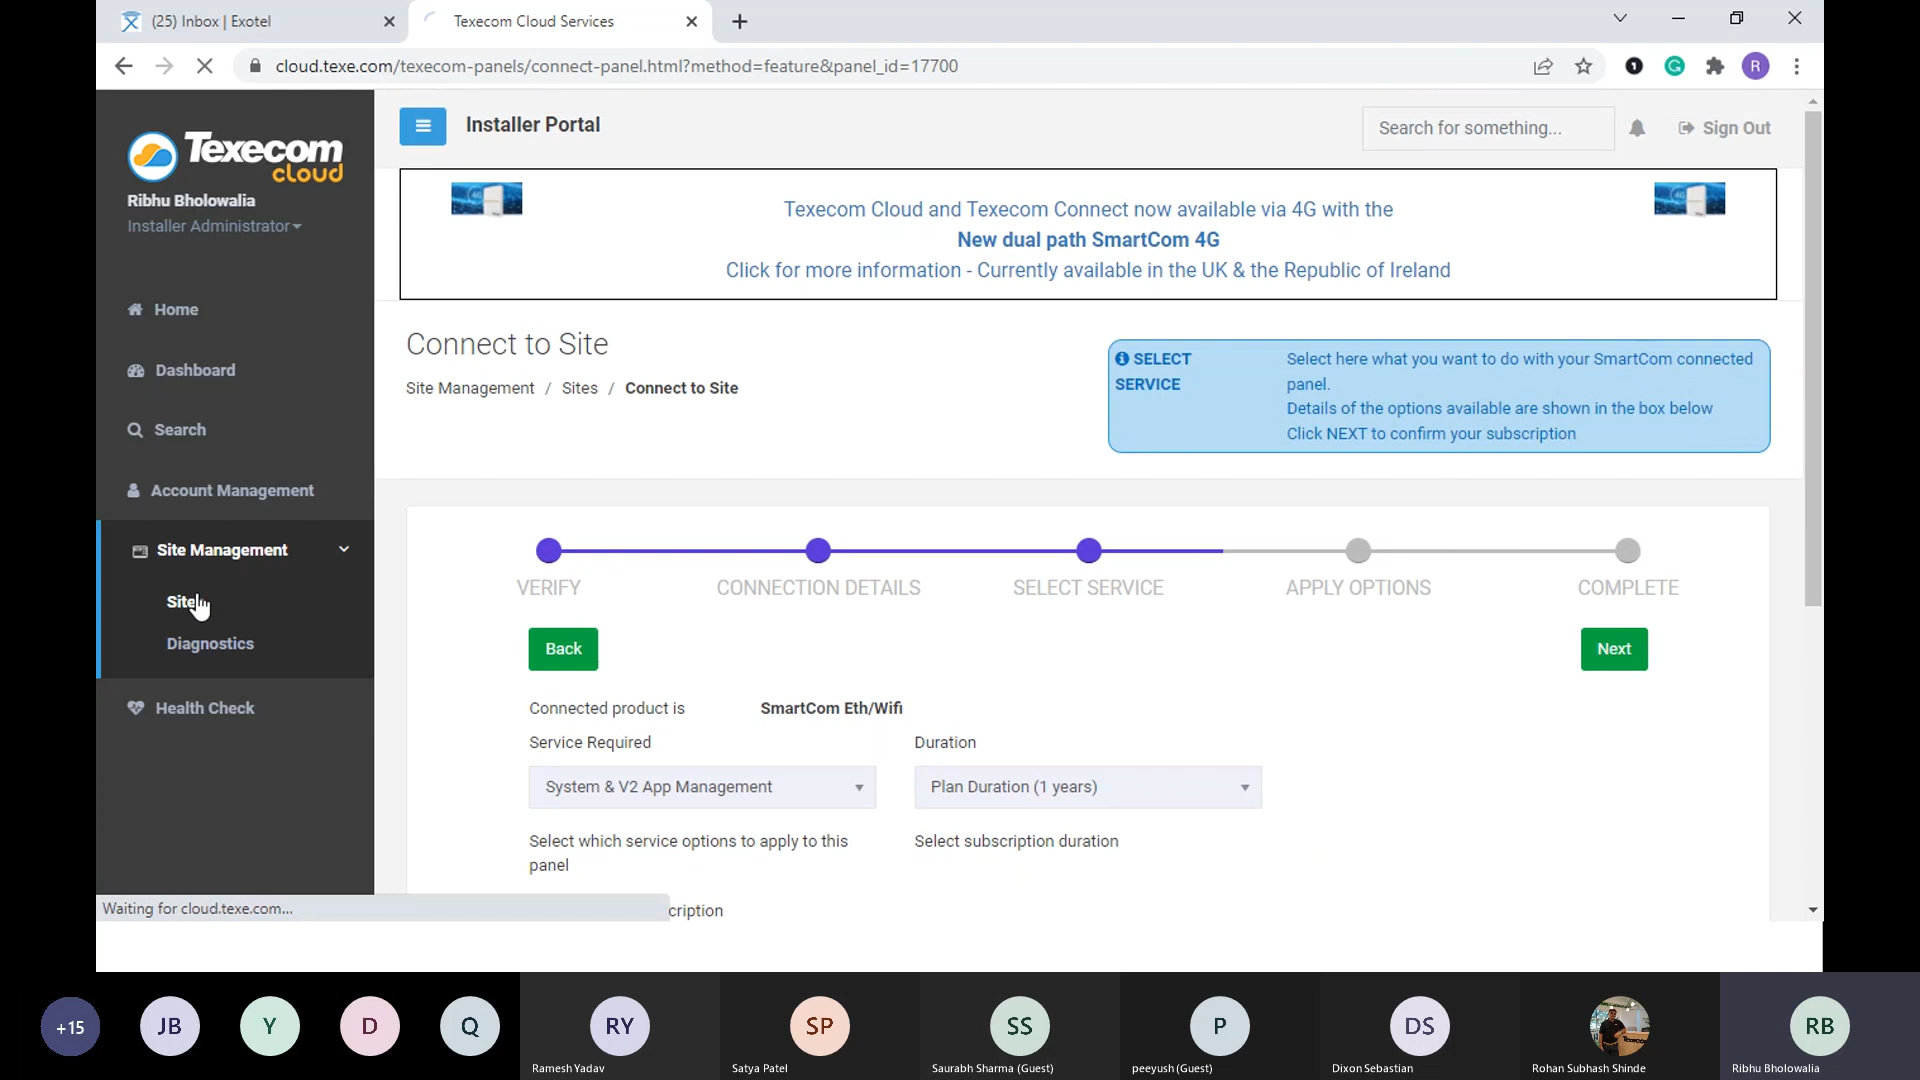 (25) Inbox | Exotel
Texecom Cloud Services
cloud.texe.com/texecom-panels/connect-panel.html?method=feature&panel_id=17700
R
Texecom
cloud
Ribhu Bholowalia
Installer Administrator
Home
Dashboard
Search
Account Management
Site Management
Site
Diagnostics
Health Check
Installer Portal
Search for something...
Sign Out
4G
Texecom Cloud and Texecom Connect now available via 4G with the
New dual path SmartCom 4G
Click for more information - Currently available in the UK & the Republic of Ireland
Connect to Site
Site Management / Sites / Connect to Site
SELECT SERVICE
Select here what you want to do with your SmartCom connected
panel.
Details of the options available are shown in the box below
Click NEXT to confirm your subscription
VERIFY
CONNECTION DETAILS
SELECT SERVICE
APPLY OPTIONS
COMPLETE
Back
Next
Connected product is SmartCom Eth/Wifi
Service Required
Duration
System & V2 App Management
Plan Duration (1 years)
Select which service options to apply to this
panel
Select subscription duration
cription
Waiting for cloud.texe.com...
+15
JB
Y
D
Q
RY
Ramesh Yadav
SP
Satya Patel
SS
Saurabh Sharma (Guest)
P
peeyush (Guest)
DS
Dixon Sebastian
Rohan Subhash Shinde
RB
Ribhu Bholowalia